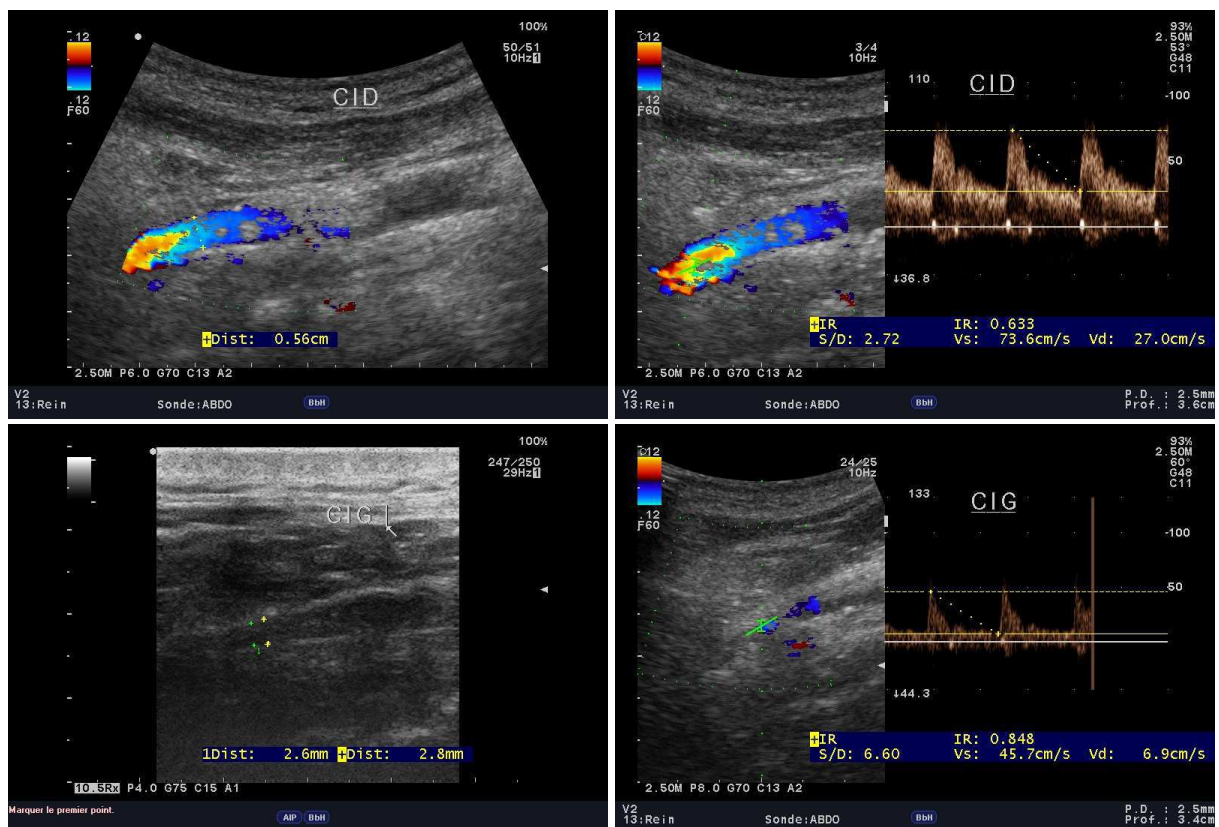 .12
100%
50/51
10Hz1
CID
.12
F60
+Dist: 0.56cm
2.50M P6.0 G70 C13 A2
V2
13:Rein Sonde:ABDO BbH
.12
93%
2.50M
53°
G48
C11
3/4
10Hz
.12
F60
110
CID
-100
50
↓36.8
+IR IR: 0.633
S/D: 2.72 Vs: 73.6cm/s Vd: 27.0cm/s
2.50M P6.0 G70 C13 A2
V2
13:Rein Sonde:ABDO BbH
P.D. : 2.5mm
Prof.: 3.6cm
100%
247/250
29Hz1
CIG
1
1Dist: 2.6mm +Dist: 2.8mm
10.5Rx P4.0 G75 C15 A1
Marquer le premier point.
AIP BbH
.12
93%
2.50M
60°
G48
C11
24/25
10Hz
.12
F60
133
CIG
-100
50
↓44.3
+IR IR: 0.848
S/D: 6.60 Vs: 45.7cm/s Vd: 6.9cm/s
2.50M P8.0 G70 C13 A2
V2
13:Rein Sonde:ABDO BbH
P.D. : 2.5mm
Prof.: 3.4cm